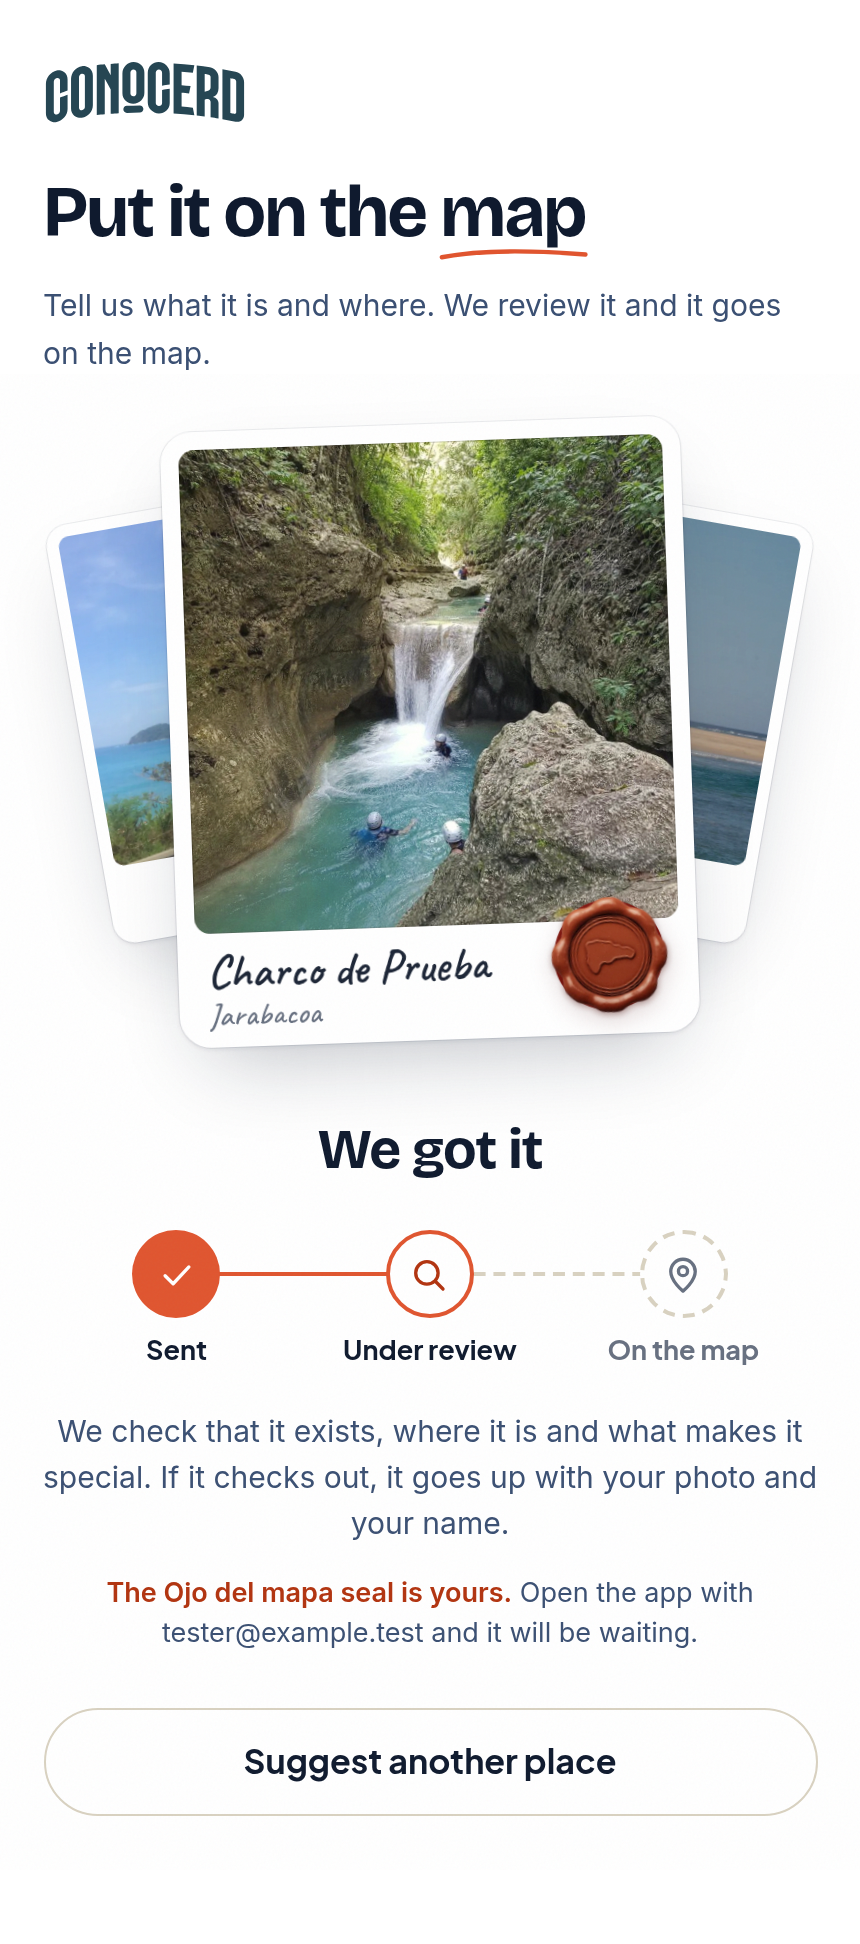 CONOCERD
Put it on the map
Tell us what it is and where. We review it and it goes
on the map.
Charco de Prueba
Jarabacoa
We got it
Sent
Under review
On the map
We check that it exists, where it is and what makes it
special. If it checks out, it goes up with your photo and
your name.
The Ojo del mapa seal is yours. Open the app with
tester@example.test and it will be waiting.
Suggest another place